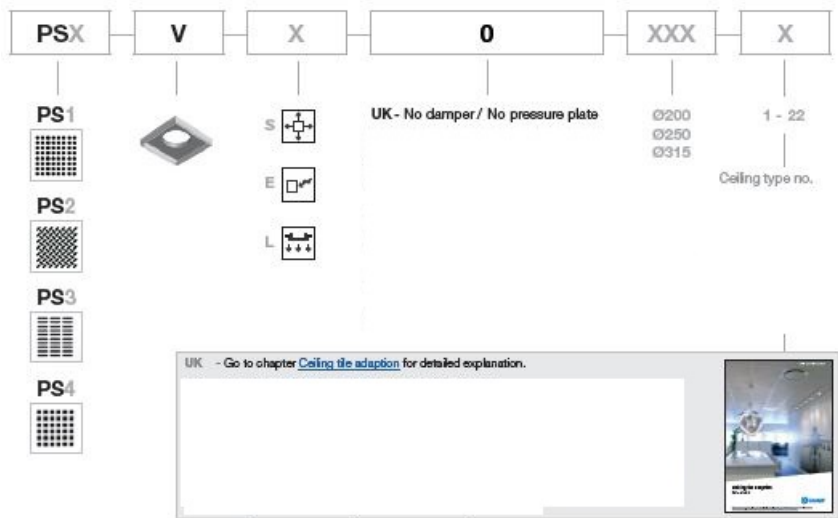 PSX V X 0 XXX X
PS1
PS2
PS3
PS4
S
E
L
UK - No damper / No pressure plate
Ø200
Ø250
Ø315
1 - 22
Ceiling type no.
UK - Go to chapter Ceiling tile adaption for detailed explanation.